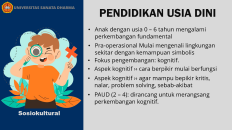 UNIVERSITAS SANATA DHARMA
PENDIDIKAN USIA DINI
• Anak dengan usia 0 – 6 tahun mengalami
perkembangan fundamental
• Pra-operasional Mulai mengenali lingkungan
sekitar dengan kemampuan simbolis
• Fokus pengembangan: kognitif.
• Aspek kognitif ›› cara berpikir mulai berfungsi
• Aspek kognitif ›› agar mampu bepikir kritis,
nalar, problem solving, sebab-akibat
• PAUD (2 – 4): dirancang untuk merangsang
perkembangan kognitif.
Sosiokultural